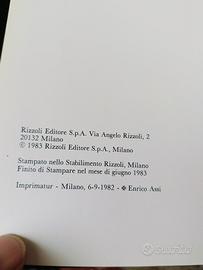 Rizzoli Editore S.p.A. Via Angelo Rizzoli, 2
20132 Milano
© 1983 Rizzoli Editore S.p.A., Milano
Stampato nello Stabilimento Rizzoli, Milano
Finito di Stampare nel mese di giugno 1983
Imprimatur - Milano, 6-9-1982 - ✠ Enrico Assi
subito